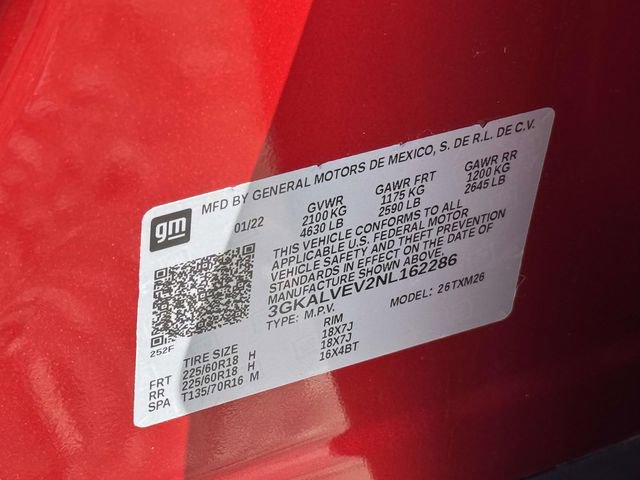 gm
MFD BY GENERAL MOTORS DE MEXICO, S. DE R.L. DE C.V.
01/22
GVWR GAWR FRT GAWR RR
2100 KG 1175 KG 1200 KG
4630 LB 2590 LB 2645 LB
THIS VEHICLE CONFORMS TO ALL
APPLICABLE U.S. FEDERAL MOTOR
VEHICLE SAFETY AND THEFT PREVENTION
STANDARDS IN EFFECT ON THE DATE OF
MANUFACTURE SHOWN ABOVE.
3GKALVEV2NL162286
TYPE: M.P.V. MODEL: 26TXM26
252F
TIRE SIZE RIM
FRT 225/60R18 H 18X7J
RR 225/60R18 H 18X7J
SPA T135/70R16 M 16X4BT